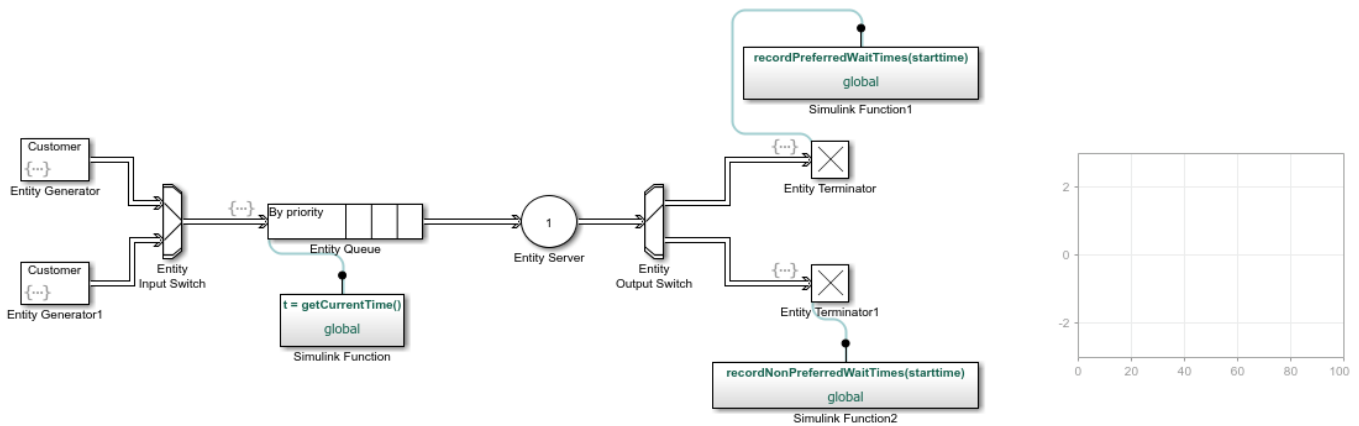 recordPreferredWaitTimes(starttime)
global
Simulink Function1
Customer
{...}
Entity Generator
{...}
Entity Terminator
{...}
By priority
Entity Queue
1
Entity Server
Entity
Input Switch
Entity
Output Switch
Customer
{...}
Entity Generator1
{...}
Entity Terminator1
t = getCurrentTime()
global
Simulink Function
recordNonPreferredWaitTimes(starttime)
global
Simulink Function2
2
0
-2
0 20 40 60 80 100